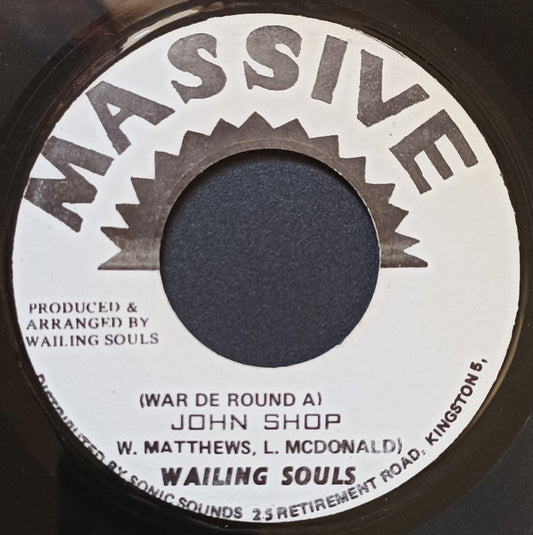 MASSIVE
PRODUCED &
ARRANGED BY
WAILING SOULS
(WAR DE ROUND A)
JOHN SHOP
W. MATTHEWS, L. MCDONALD)
WAILING SOULS
DISTRIBUTED BY SONIC SOUNDS 25 RETIREMENT ROAD, KINGSTON 5,